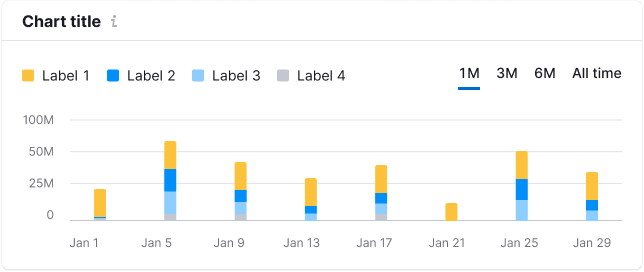 Chart title i
Label 1 Label 2 Label 3 Label 4 1M 3M 6M All time
100M
50M
25M
0
Jan 1 Jan 5 Jan 9 Jan 13 Jan 17 Jan 21 Jan 25 Jan 29